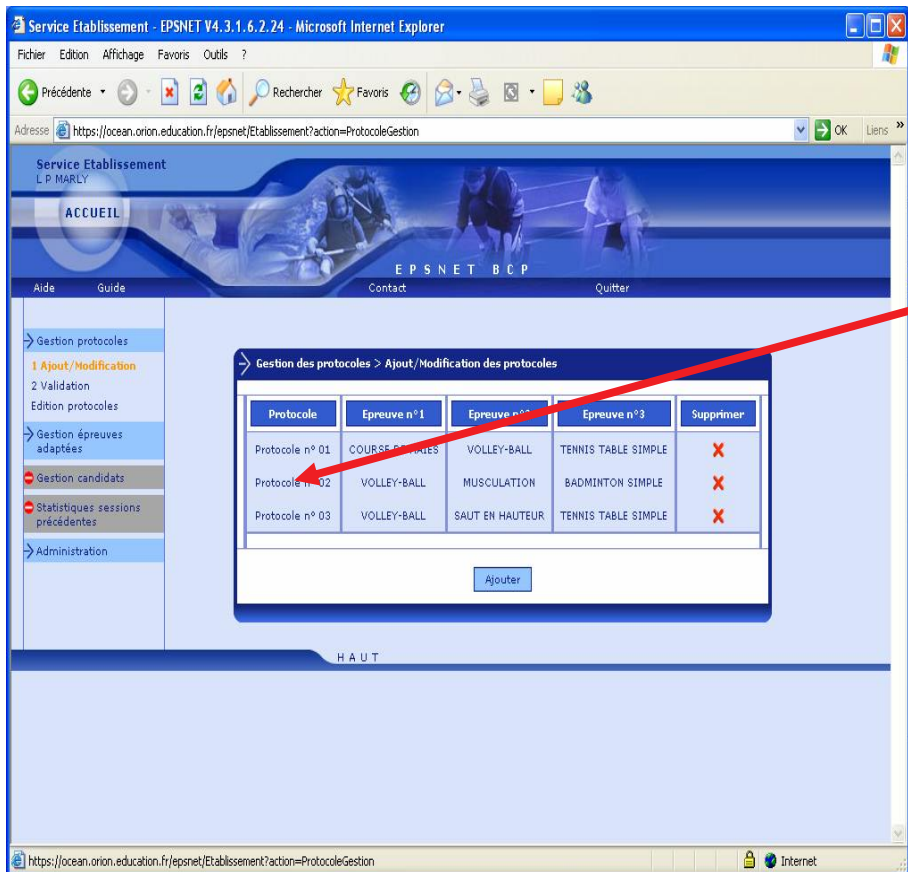 Service Etablissement - EPSNET V4.3.1.6.2.24 - Microsoft Internet Explorer
Fichier Edition Affichage Favoris Outils ?
Précédente Rechercher Favoris
Adresse https://ocean.orion.education.fr/epsnet/Etablissement?action=ProtocoleGestion OK Liens »
Service Etablissement
L P MARLY
ACCUEIL
EPSNET BCP
Aide Guide Contact Quitter
Gestion protocoles
1 Ajout/Modification
2 Validation
Edition protocoles
Gestion épreuves
adaptées
Gestion candidats
Statistiques sessions
précédentes
Administration
Gestion des protocoles > Ajout/Modification des protocoles
Protocole Epreuve n°1 Epreuve Epreuve n°3 Supprimer
Protocole n° 01 COURSE VOLLEY-BALL TENNIS TABLE SIMPLE X
Protocole n° 02 VOLLEY-BALL MUSCULATION BADMINTON SIMPLE X
Protocole n° 03 VOLLEY-BALL SAUT EN HAUTEUR TENNIS TABLE SIMPLE X
Ajouter
HAUT
https://ocean.orion.education.fr/epsnet/Etablissement?action=ProtocoleGestion Internet